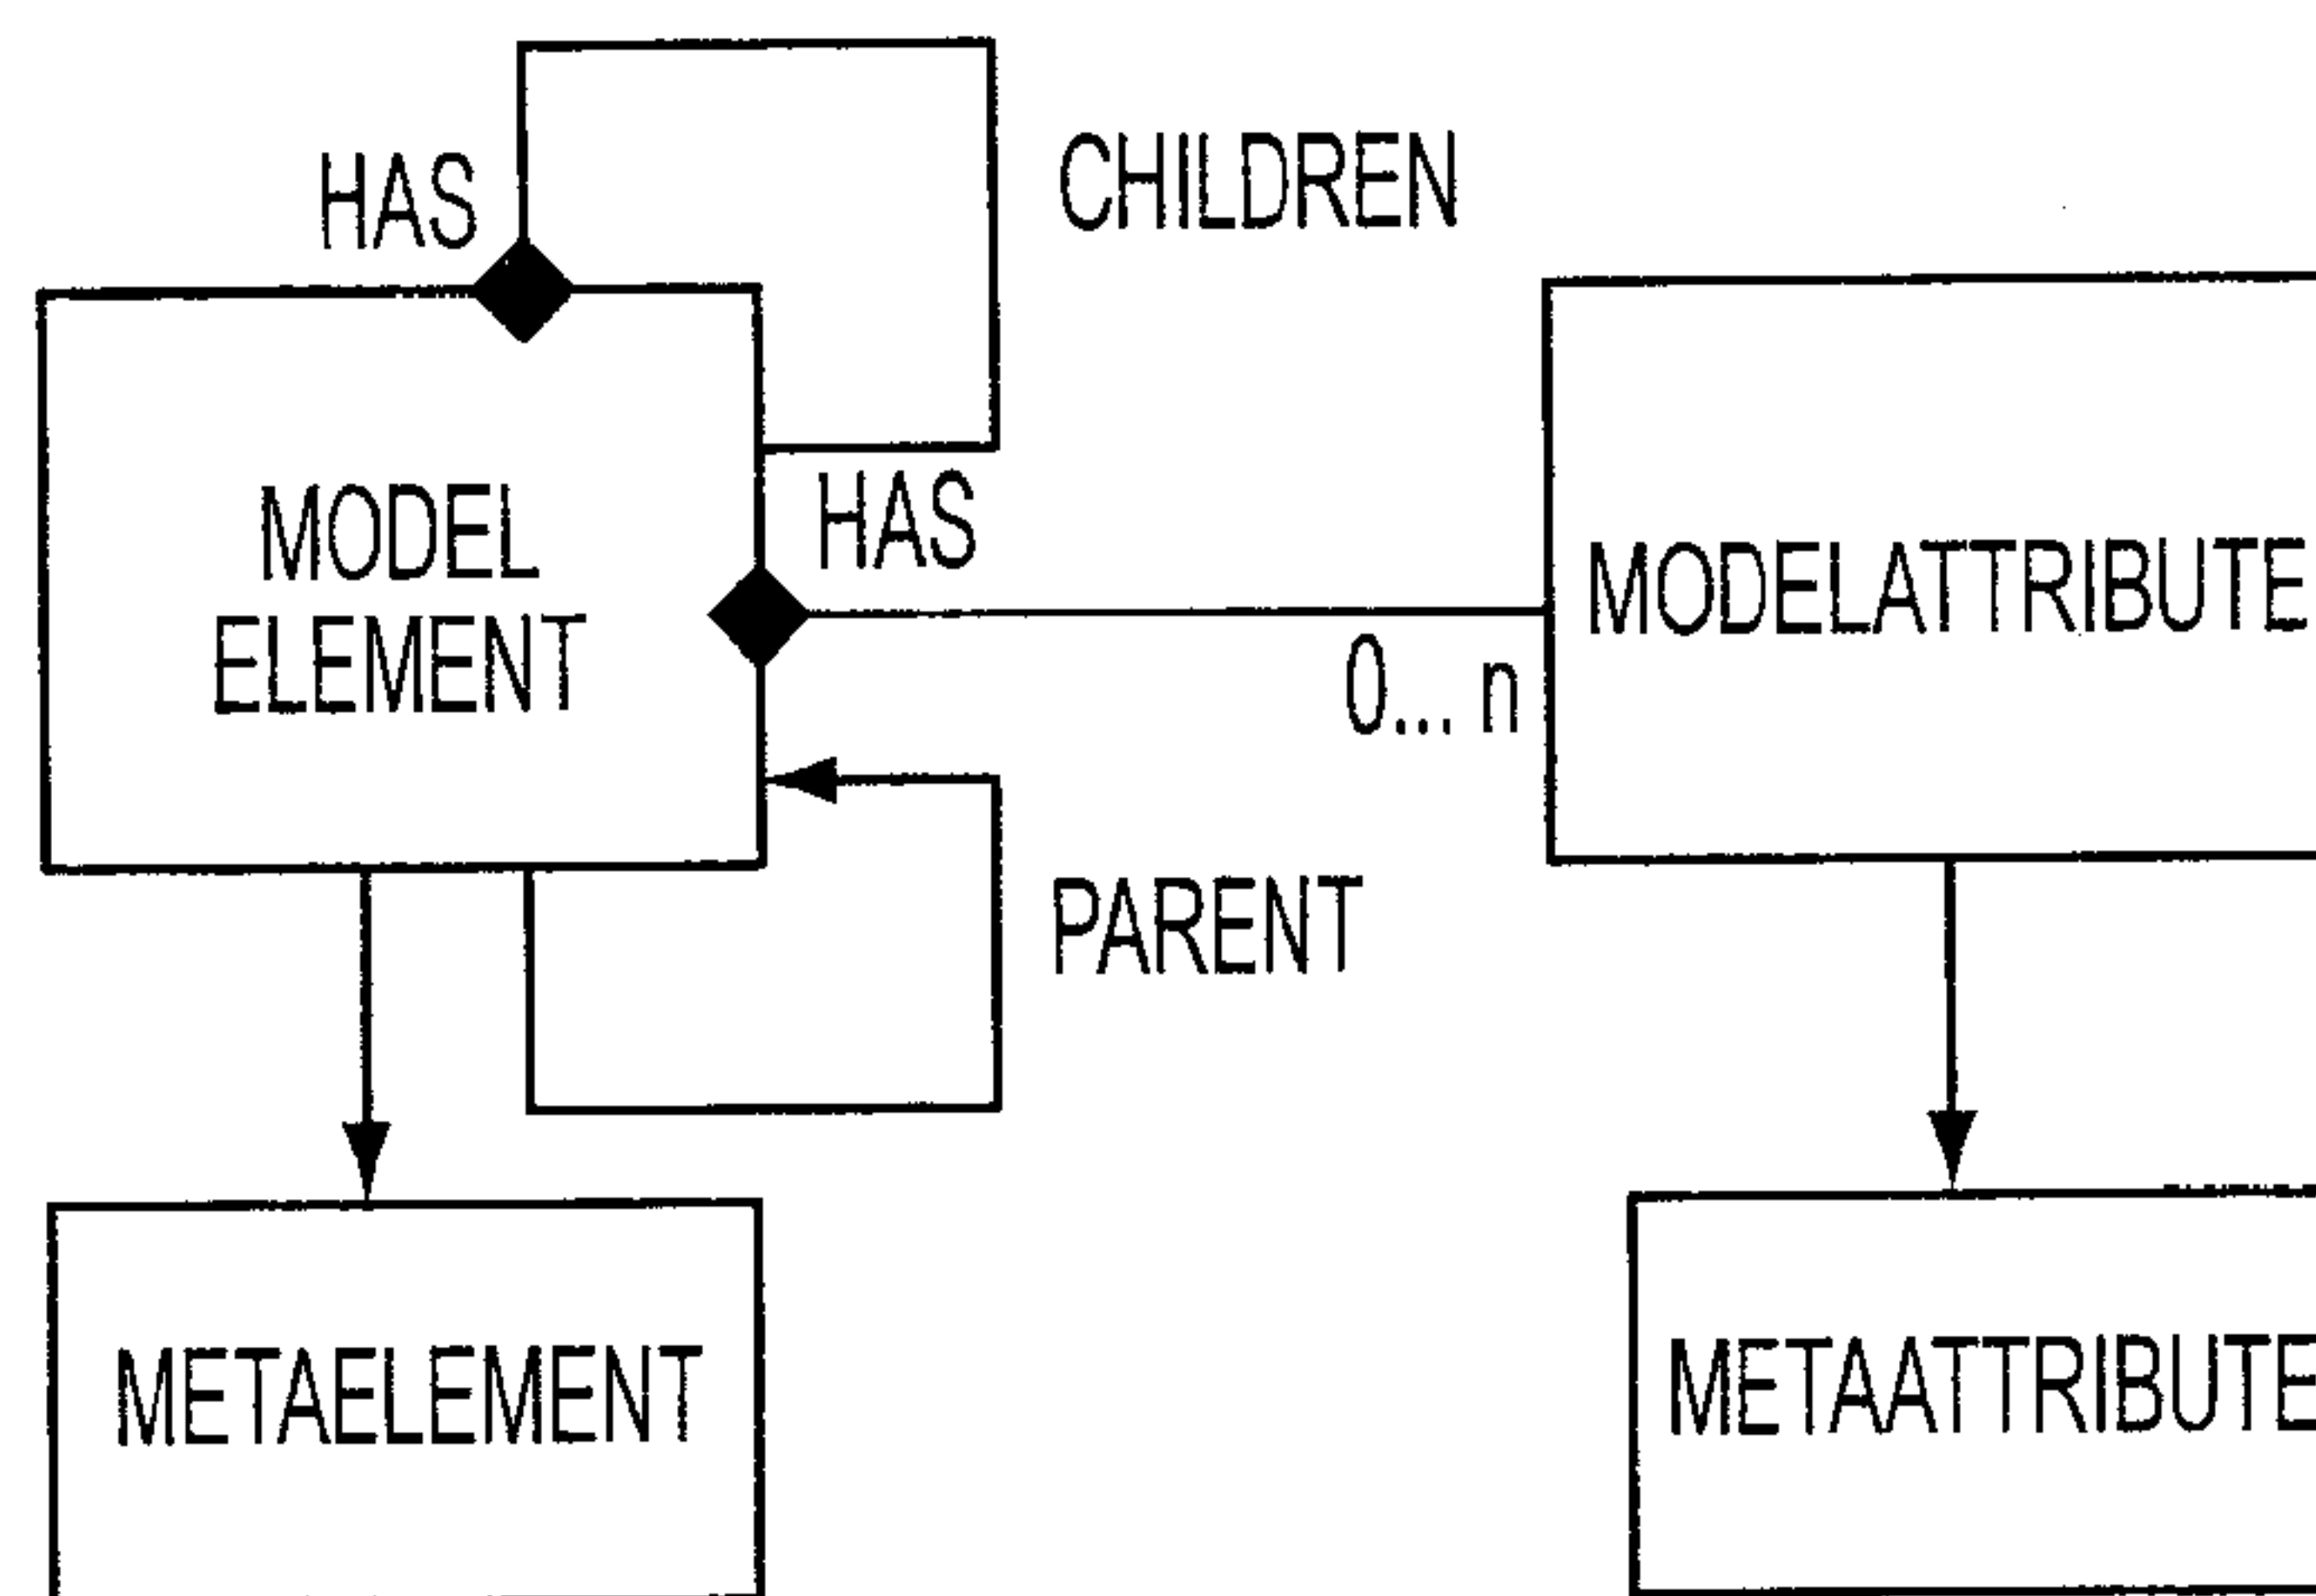 HAS
CHILDREN
MODEL
ELEMENT
HAS
MODELATTRIBUTE
0... n
PARENT
METAELEMENT
METAATTRIBUTE